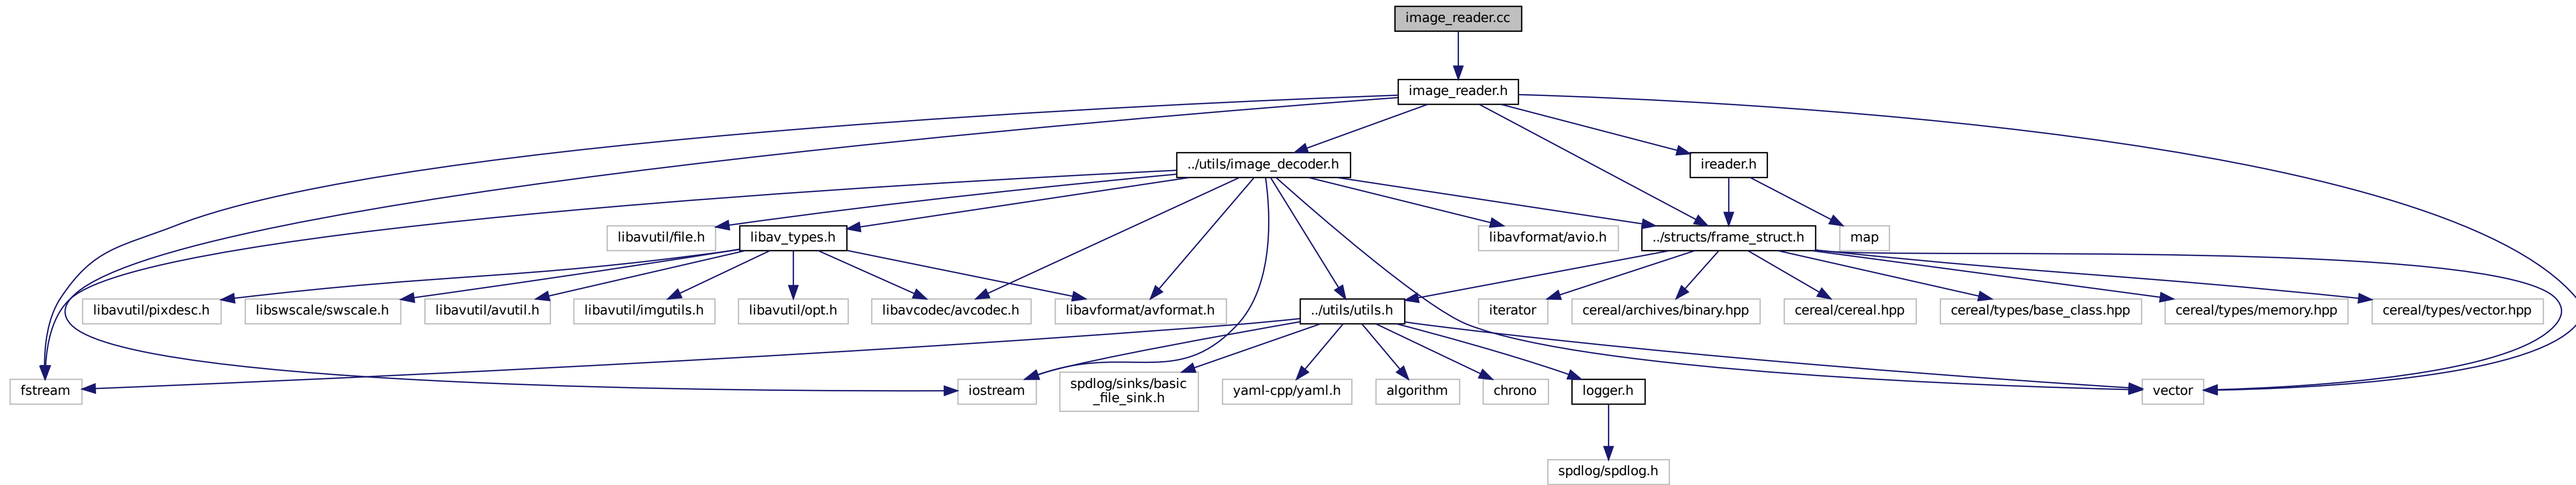 image_reader.cc
image_reader.h
../utils/image_decoder.h
ireader.h
libavutil/file.h
libav_types.h
libavformat/avio.h
../structs/frame_struct.h
map
libavutil/pixdesc.h
libswscale/swscale.h
libavutil/avutil.h
libavutil/imgutils.h
libavutil/opt.h
libavcodec/avcodec.h
libavformat/avformat.h
../utils/utils.h
iterator
cereal/archives/binary.hpp
cereal/cereal.hpp
cereal/types/base_class.hpp
cereal/types/memory.hpp
cereal/types/vector.hpp
fstream
iostream
spdlog/sinks/basic
_file_sink.h
yaml-cpp/yaml.h
algorithm
chrono
logger.h
vector
spdlog/spdlog.h